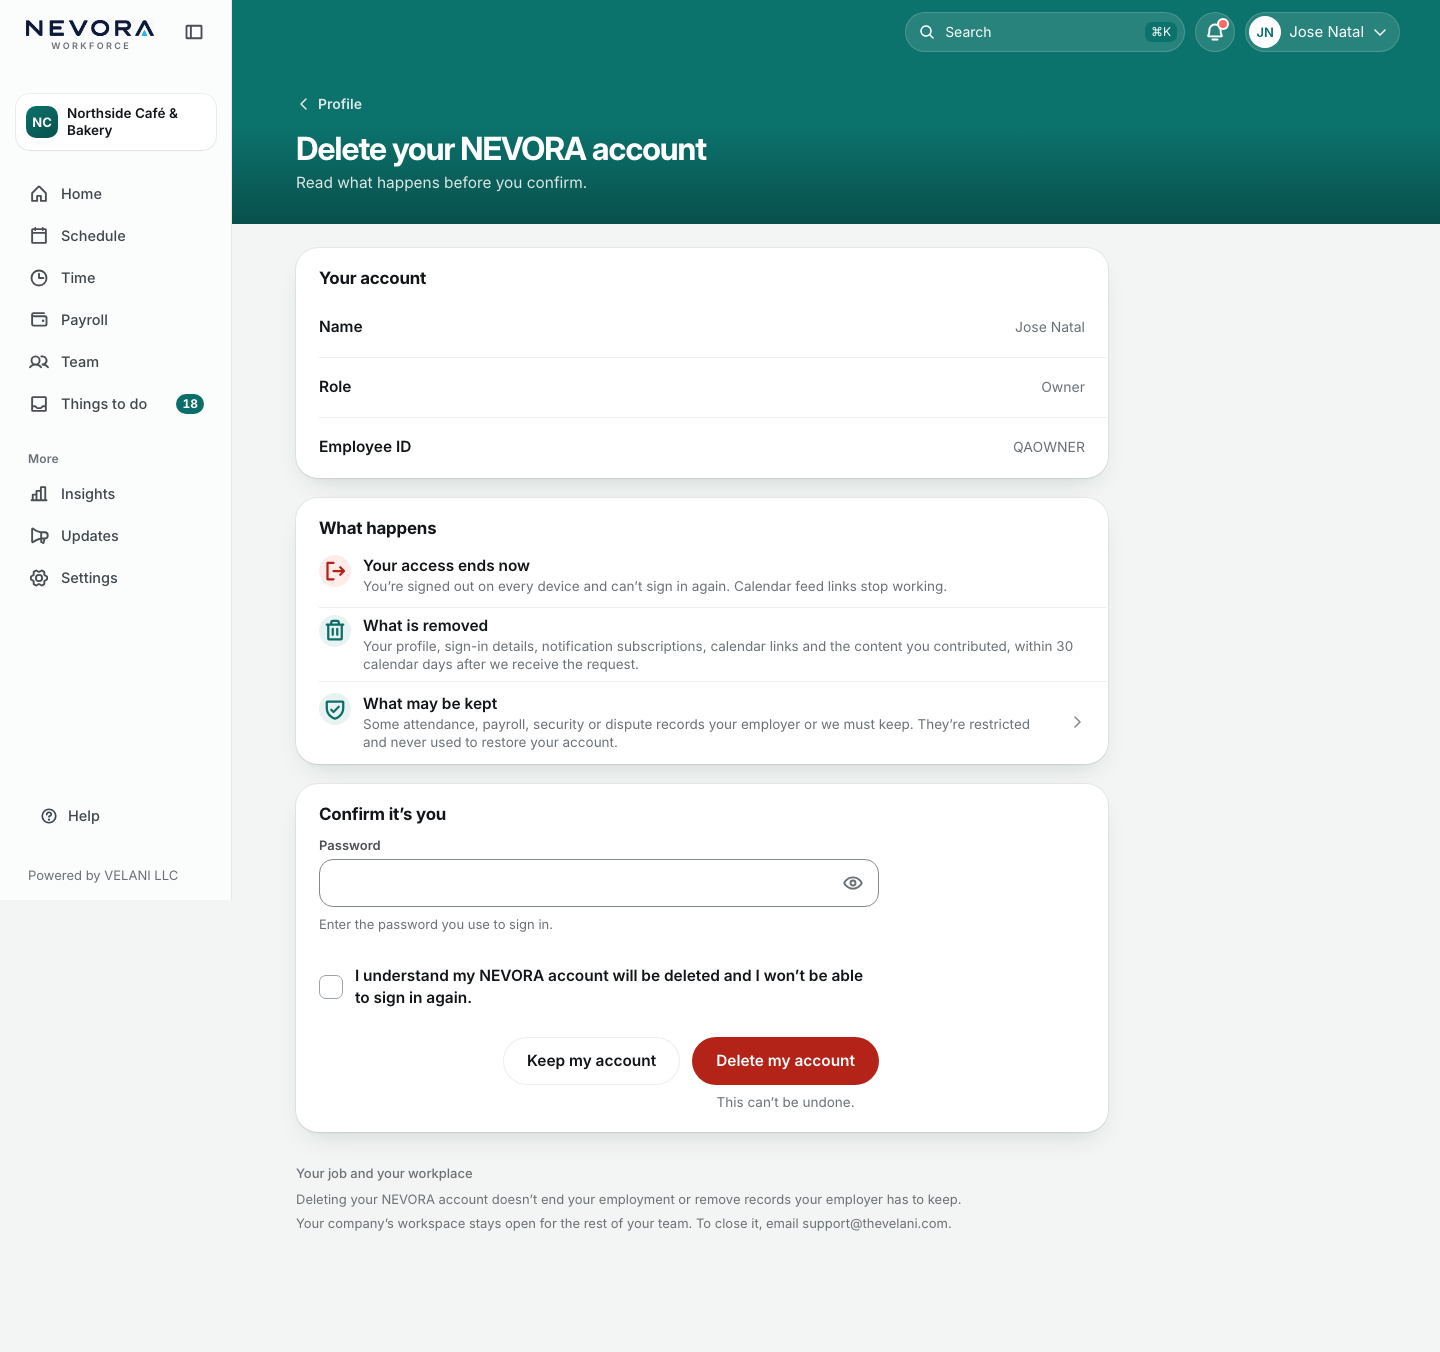 NEVORA
WORKFORCE
Search
⌘K
JN
Jose Natal
NC
Northside Café &
Bakery
Home
Schedule
Time
Payroll
Team
Things to do
18
More
Insights
Updates
Settings
Help
Powered by VELANI LLC
Profile
Delete your NEVORA account
Read what happens before you confirm.
Your account
Name
Jose Natal
Role
Owner
Employee ID
QAOWNER
What happens
Your access ends now
You’re signed out on every device and can’t sign in again. Calendar feed links stop working.
What is removed
Your profile, sign-in details, notification subscriptions, calendar links and the content you contributed, within 30
calendar days after we receive the request.
What may be kept
Some attendance, payroll, security or dispute records your employer or we must keep. They’re restricted
and never used to restore your account.
Confirm it’s you
Password
Enter the password you use to sign in.
I understand my NEVORA account will be deleted and I won’t be able
to sign in again.
Keep my account
Delete my account
This can’t be undone.
Your job and your workplace
Deleting your NEVORA account doesn’t end your employment or remove records your employer has to keep.
Your company’s workspace stays open for the rest of your team. To close it, email support@thevelani.com.